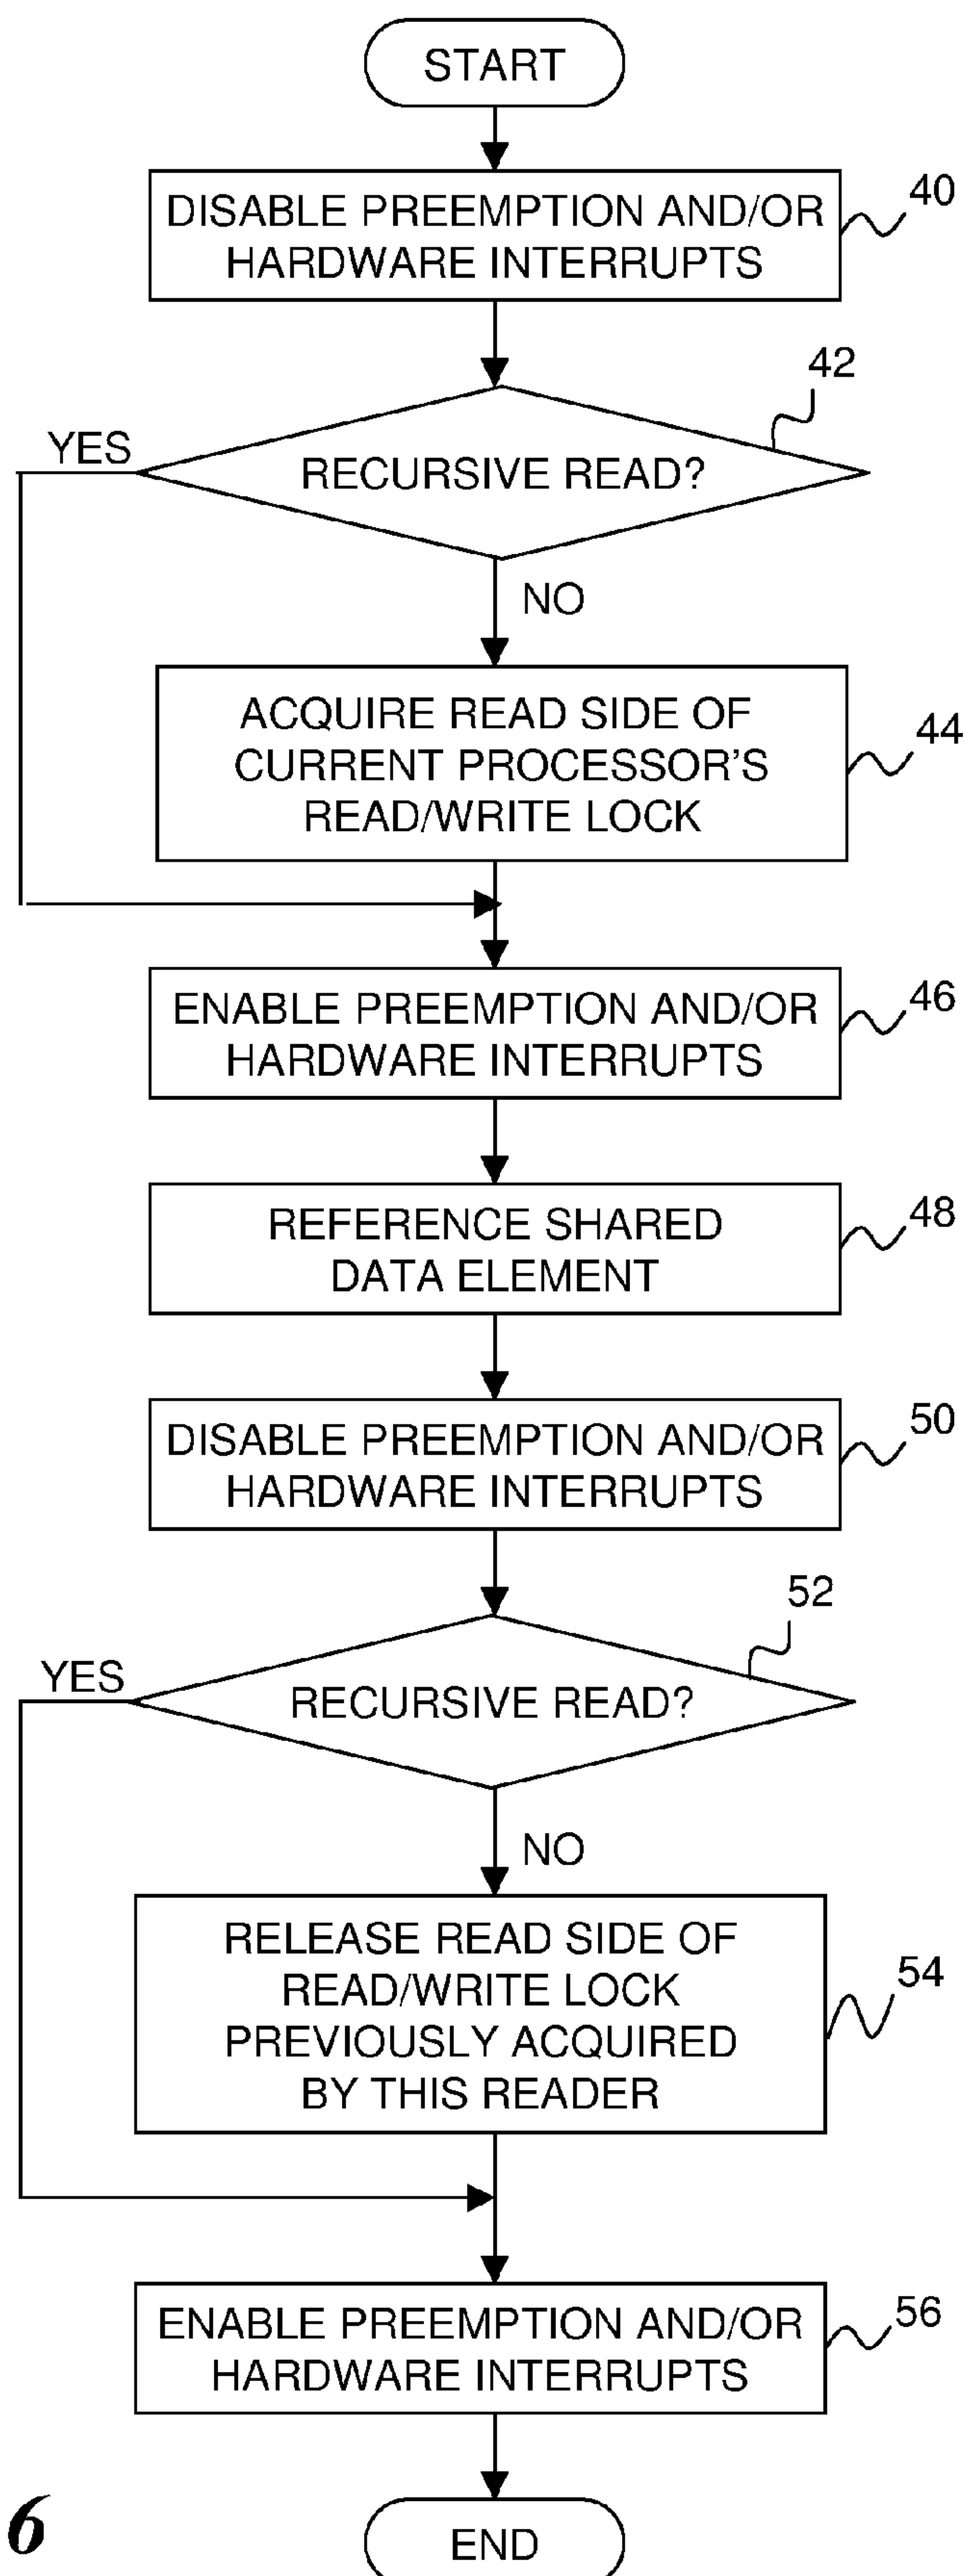 START
DISABLE PREEMPTION AND/OR
HARDWARE INTERRUPTS
40
42
YES
RECURSIVE READ?
NO
ACQUIRE READ SIDE OF
CURRENT PROCESSOR'S
READ/WRITE LOCK
44
ENABLE PREEMPTION AND/OR
HARDWARE INTERRUPTS
46
REFERENCE SHARED
DATA ELEMENT
48
DISABLE PREEMPTION AND/OR
HARDWARE INTERRUPTS
50
52
YES
RECURSIVE READ?
NO
RELEASE READ SIDE OF
READ/WRITE LOCK
PREVIOUSLY ACQUIRED
BY THIS READER
54
ENABLE PREEMPTION AND/OR
HARDWARE INTERRUPTS
56
6
END